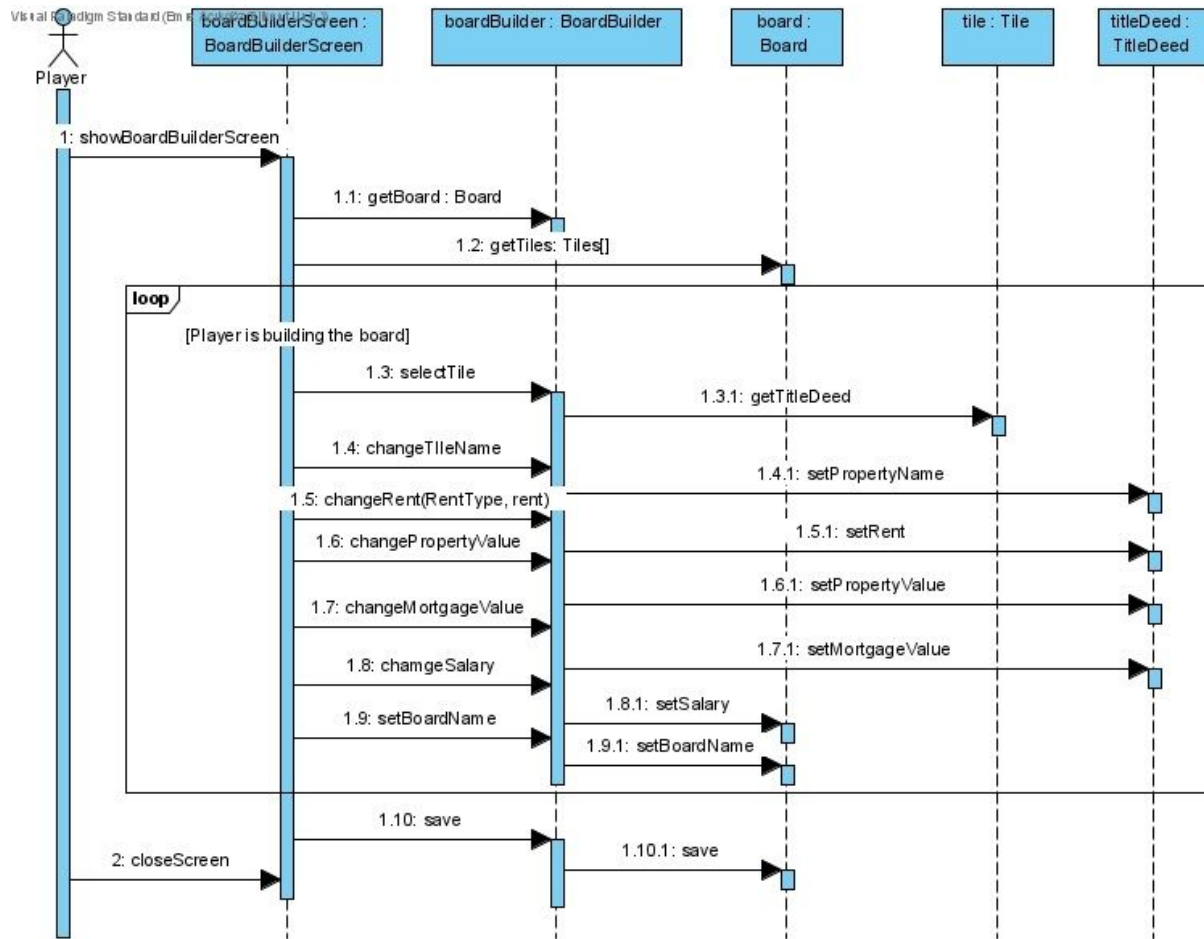 Visual Paradigm Standard
boardBuilderScreen :
BoardBuilderScreen
boardBuilder : BoardBuilder
board :
Board
tile : Tile
titleDeed :
TitleDeed
Player
1: showBoardBuilderScreen
1.1: getBoard : Board
1.2: getTiles: Tiles[]
loop
[Player is building the board]
1.3: selectTile
1.3.1: getTitleDeed
1.4: changeTIleName
1.4.1: setPropertyName
1.5: changeRent(RentType, rent)
1.5.1: setRent
1.6: changePropertyValue
1.6.1: setPropertyValue
1.7: changeMortgageValue
1.7.1: setMortgageValue
1.8: chamgeSalary
1.8.1: setSalary
1.9: setBoardName
1.9.1: setBoardName
1.10: save
1.10.1: save
2: closeScreen